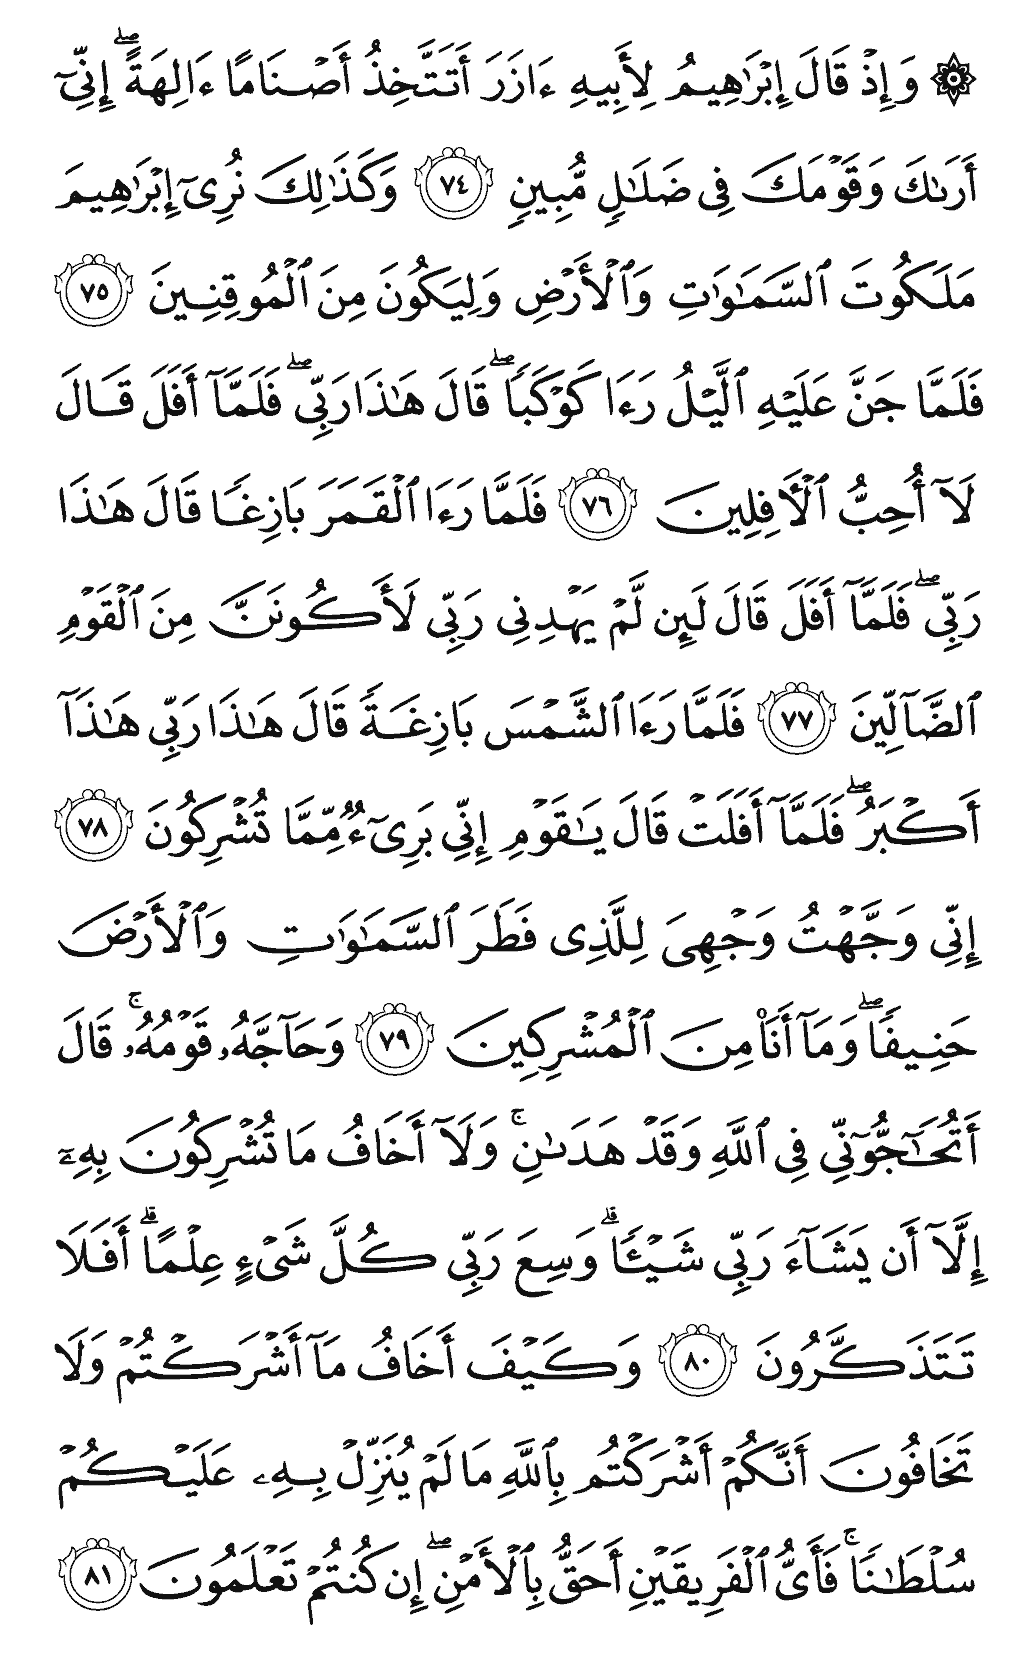 ۞ وَإِذۡ قَالَ إِبۡرَٰهِيمُ لِأَبِيهِ ءَازَرَ أَتَتَّخِذُ أَصۡنَامًا ءَالِهَةًۖ إِنِّيٓ
أَرَىٰكَ وَقَوۡمَكَ فِي ضَلَٰلٖ مُّبِينٖ ٧٤ وَكَذَٰلِكَ نُرِيٓ إِبۡرَٰهِيمَ
مَلَكُوتَ ٱلسَّمَٰوَٰتِ وَٱلۡأَرۡضِ وَلِيَكُونَ مِنَ ٱلۡمُوقِنِينَ ٧٥
فَلَمَّا جَنَّ عَلَيۡهِ ٱلَّيۡلُ رَءَا كَوۡكَبٗاۖ قَالَ هَٰذَا رَبِّيۖ فَلَمَّآ أَفَلَ قَالَ
لَآ أُحِبُّ ٱلۡأٓفِلِينَ ٧٦ فَلَمَّا رَءَا ٱلۡقَمَرَ بَازِغٗا قَالَ هَٰذَا
رَبِّيۖ فَلَمَّآ أَفَلَ قَالَ لَئِن لَّمۡ يَهۡدِنِي رَبِّي لَأَكُونَنَّ مِنَ ٱلۡقَوۡمِ
ٱلضَّآلِّينَ ٧٧ فَلَمَّا رَءَا ٱلشَّمۡسَ بَازِغَةٗ قَالَ هَٰذَا رَبِّي هَٰذَآ
أَكۡبَرُۖ فَلَمَّآ أَفَلَتۡ قَالَ يَٰقَوۡمِ إِنِّي بَرِيٓءٞ مِّمَّا تُشۡرِكُونَ ٧٨
إِنِّي وَجَّهۡتُ وَجۡهِيَ لِلَّذِي فَطَرَ ٱلسَّمَٰوَٰتِ وَٱلۡأَرۡضَ
حَنِيفٗاۖ وَمَآ أَنَا۠ مِنَ ٱلۡمُشۡرِكِينَ ٧٩ وَحَآجَّهُۥ قَوۡمُهُۥۚ قَالَ
أَتُحَٰٓجُّوٓنِّي فِي ٱللَّهِ وَقَدۡ هَدَىٰنِۚ وَلَآ أَخَافُ مَا تُشۡرِكُونَ بِهِۦٓ
إِلَّآ أَن يَشَآءَ رَبِّي شَيۡـٔٗاۗ وَسِعَ رَبِّي كُلَّ شَيۡءٍ عِلۡمًاۗ أَفَلَا
تَتَذَكَّرُونَ ٨٠ وَكَيۡفَ أَخَافُ مَآ أَشۡرَكۡتُمۡ وَلَا
تَخَافُونَ أَنَّكُمۡ أَشۡرَكۡتُم بِٱللَّهِ مَا لَمۡ يُنَزِّلۡ بِهِۦ عَلَيۡكُمۡ
سُلۡطَٰنٗاۚ فَأَيُّ ٱلۡفَرِيقَيۡنِ أَحَقُّ بِٱلۡأَمۡنِۖ إِن كُنتُمۡ تَعۡلَمُونَ ٨١